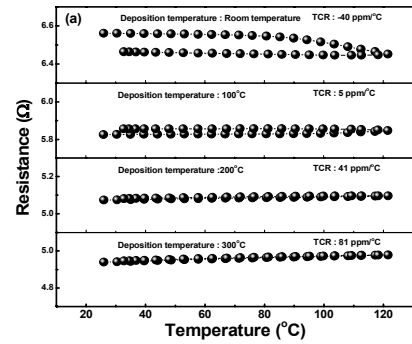 (a)
Deposition temperature : Room temperature TCR : -40 ppm/°C
6.6
6.4
Deposition temperature : 100°C TCR : 5 ppm/°C
6.0
5.8
Deposition temperature :200°C TCR : 41 ppm/°C
5.2
5.0
Deposition temperature : 300°C TCR : 81 ppm/°C
5.0
4.8
Resistance (Ω)
20 40 60 80 100 120
Temperature (°C)